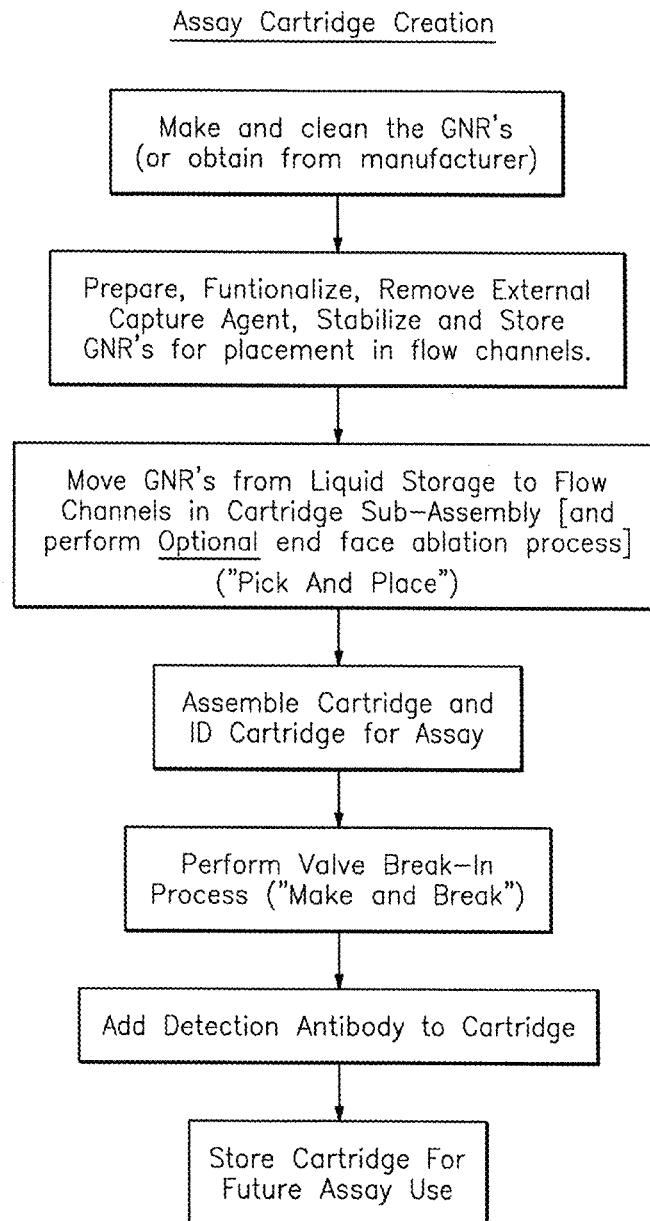 Assay Cartridge Creation
Make and clean the GNR's
(or obtain from manufacturer)
Prepare, Funtionalize, Remove External
Capture Agent, Stabilize and Store
GNR's for placement in flow channels.
Move GNR's from Liquid Storage to Flow
Channels in Cartridge Sub-Assembly [and
perform Optional end face ablation process]
("Pick And Place")
Assemble Cartridge and
ID Cartridge for Assay
Perform Valve Break-In
Process ("Make and Break")
Add Detection Antibody to Cartridge
Store Cartridge For
Future Assay Use